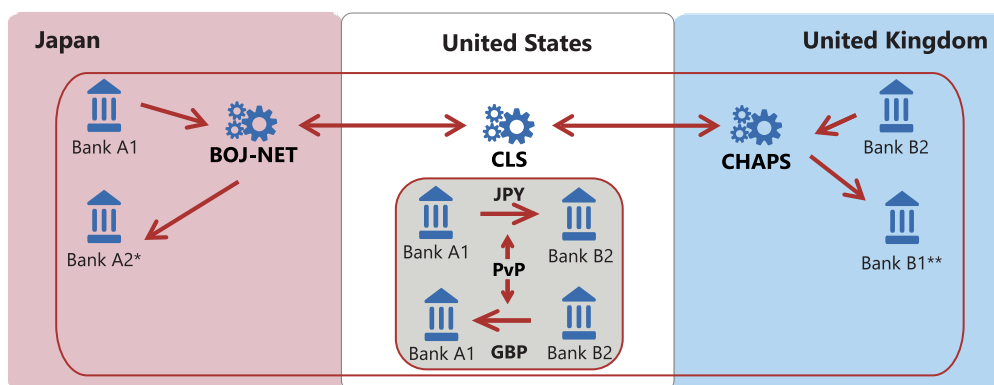 Japan
United States
United Kingdom
Bank A1
BOJ-NET
CLS
CHAPS
Bank B2
Bank A2*
Bank B1**
JPY
Bank A1
Bank B2
PvP
Bank A1
GBP
Bank B2